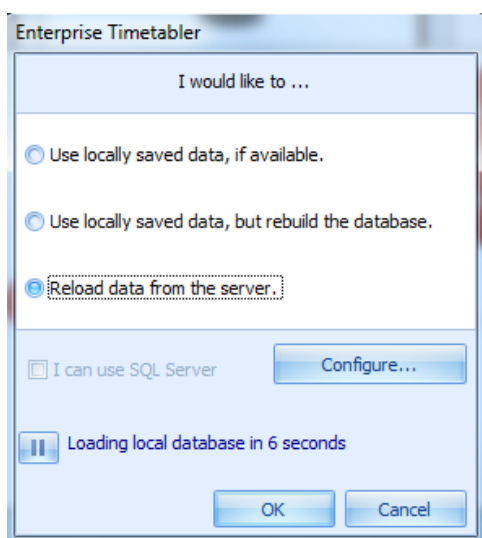 Enterprise Timetabler
I would like to ...
Use locally saved data, if available.
Use locally saved data, but rebuild the database.
Reload data from the server.
I can use SQL Server
Configure...
Loading local database in 6 seconds
OK
Cancel